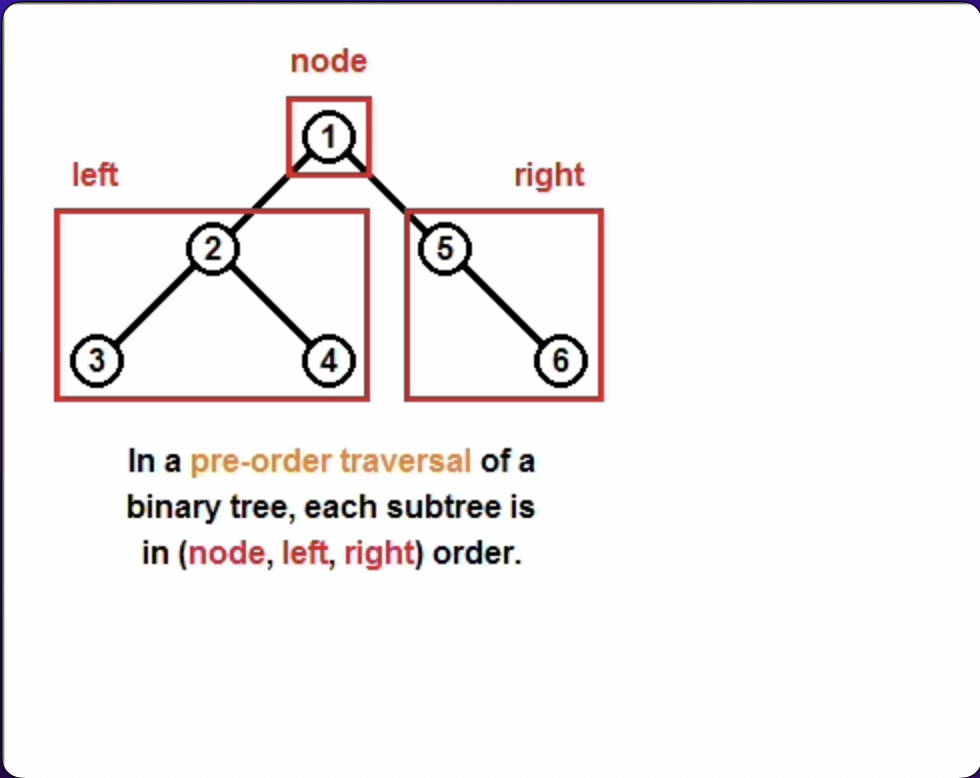 node
1
left
right
2
5
3
4
6
In a pre-order traversal of a
binary tree, each subtree is
in (node, left, right) order.